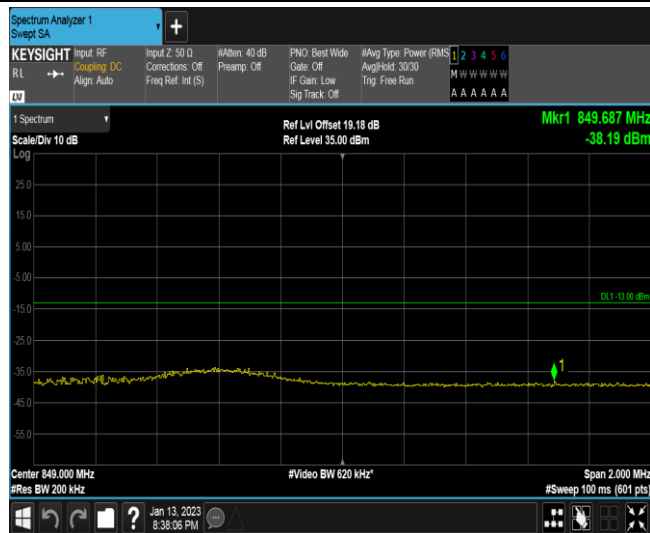 Spectrum Analyzer 1
Swept SA
+
KEYSIGHT
RL
Input: RF
Coupling: DC
Align: Auto
Input Z: 50 Ω
Corrections: Off
Freq Ref: Int (S)
#Atten: 40 dB
Preamp: Off
PNO: Best Wide
Gate: Off
IF Gain: Low
Sig Track: Off
#Avg Type: Power (RMS
Avg|Hold: 30/30
Trig: Free Run
1 2 3 4 5 6
M W W W W W
A A A A A A
1 Spectrum
Scale/Div 10 dB
Log
Ref Lvl Offset 19.18 dB
Ref Level 35.00 dBm
Mkr1 849.687 MHz
-38.19 dBm
25.0
15.0
5.00
-5.00
DL1 -13.00 dBm
-15.0
-25.0
-35.0
1
-45.0
-55.0
Center 849.000 MHz
#Res BW 200 kHz
#Video BW 620 kHz*
Span 2.000 MHz
#Sweep 100 ms (601 pts)
?
Jan 13, 2023
8:38:06 PM